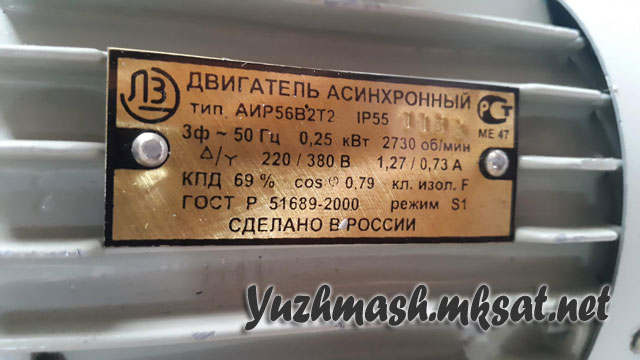 ЛЗ ДВИГАТЕЛЬ АСИНХРОННЫЙ
тип. АИР56В2Т2 IP55
РСТ
МЕ 47
3ф ~ 50 Гц 0,25 кВт 2730 об/мин
Δ/Y 220 / 380 В 1,27 / 0,73 А
КПД 69 % cos φ 0,79 кл. изол. F
ГОСТ Р 51689-2000 режим S1
СДЕЛАНО В РОССИИ
Yuzhmash.mksat.net